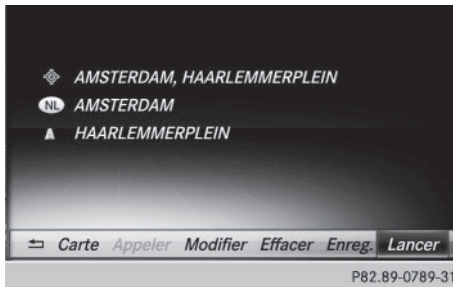 AMSTERDAM, HAARLEMMERPLEIN
NL AMSTERDAM
HAARLEMMERPLEIN
Carte Appeler Modifier Effacer Enreg. Lancer
P82.89-0789-31